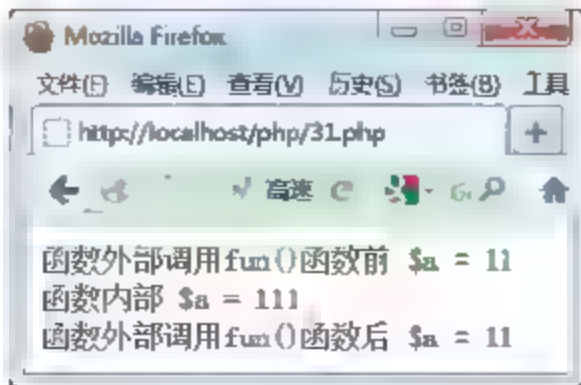 Mozilla Firefox
文件(F) 编辑(E) 查看(V) 历史(S) 书签(B) 工具
http://localhost/php/31.php
高速
函数外部调用fun()函数前 $a = 11
函数内部 $a = 111
函数外部调用fun()函数后 $a = 11